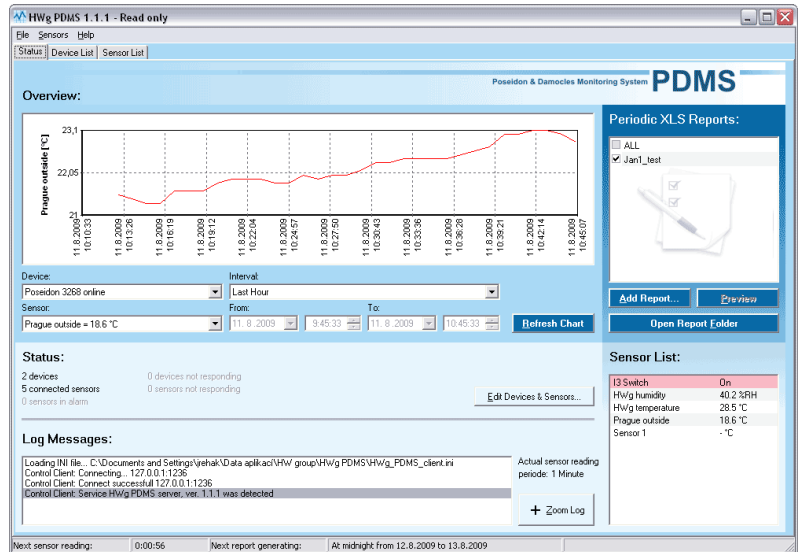 HWg PDMS 1.1.1 - Read only
File Sensors Help
Status Device List Sensor List
Poseidon & Damocles Monitoring System PDMS
Overview:
Prague outside [°C]
23,1
22,05
21
11.8.2009 10:10:33
11.8.2009 10:13:26
11.8.2009 10:16:19
11.8.2009 10:19:12
11.8.2009 10:22:04
11.8.2009 10:24:57
11.8.2009 10:27:50
11.8.2009 10:30:43
11.8.2009 10:33:36
11.8.2009 10:36:28
11.8.2009 10:39:21
11.8.2009 10:42:14
11.8.2009 10:45:07
Device: Interval:
Poseidon 3268 online Last Hour
Sensor: From: To:
Prague outside = 18.6 °C 11. 8 .2009 9:45:33 11. 8 .2009 10:45:33 Refresh Chart
Periodic XLS Reports:
ALL
Jan1_test
Add Report... Preview
Open Report Folder
Status:
2 devices 0 devices not responding
5 connected sensors 0 sensors not responding
0 sensors in alarm
Edit Devices & Sensors...
Sensor List:
I3 Switch On
HWg humidity 40.2 %RH
HWg temperature 28.5 °C
Prague outside 18.6 °C
Sensor 1 - °C
Log Messages:
Loading INI file... C:\Documents and Settings\jrehak\Data aplikací\HW group\HWg PDMS\HWg_PDMS_client.ini
Control Client: Connecting... 127.0.0.1:1236
Control Client: Connect successfull 127.0.0.1:1236
Control Client: Service HWg PDMS server, ver. 1.1.1 was detected
Actual sensor reading
periode: 1 Minute
+ Zoom Log
Next sensor reading: 0:00:56 Next report generating: At midnight from 12.8.2009 to 13.8.2009